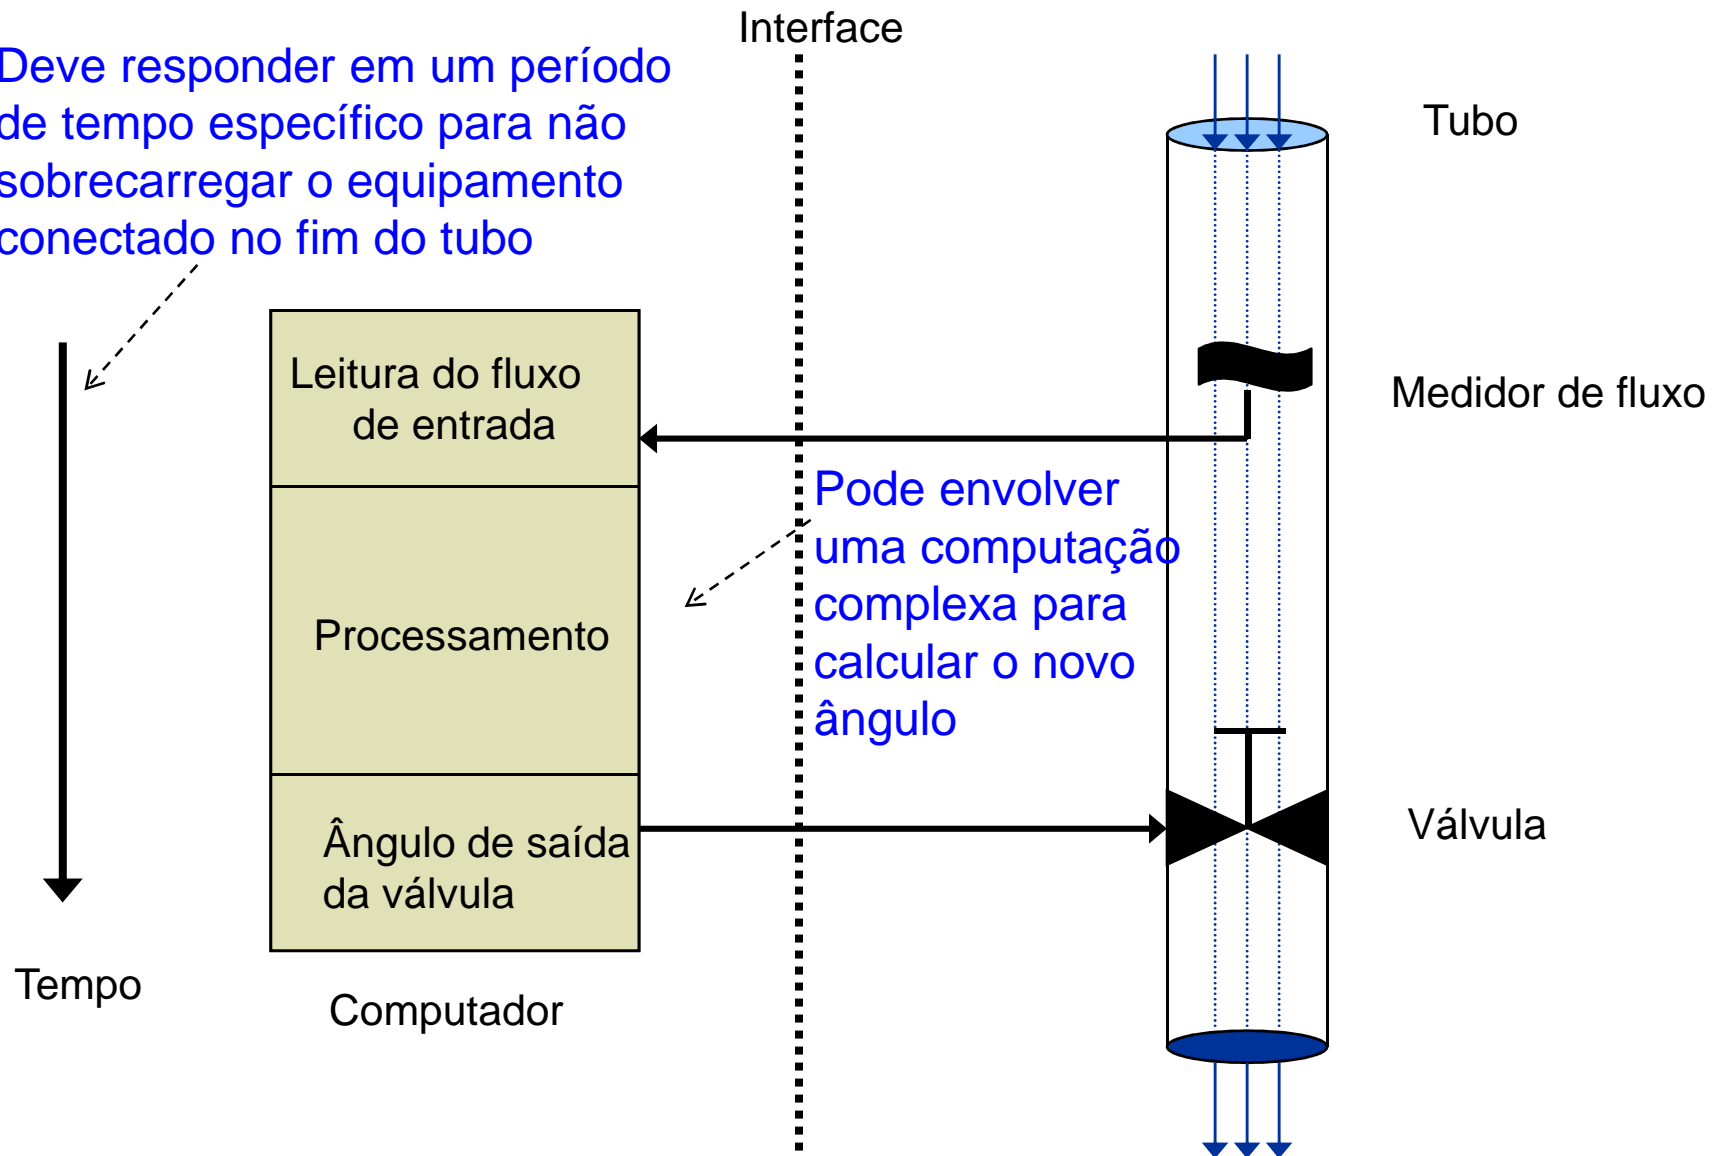 Interface
Deve responder em um período
de tempo específico para não
sobrecarregar o equipamento
conectado no fim do tubo
Tubo
Leitura do fluxo
de entrada
Medidor de fluxo
Pode envolver
uma computação
complexa para
calcular o novo
ângulo
Processamento
Ângulo de saída
da válvula
Válvula
Tempo
Computador